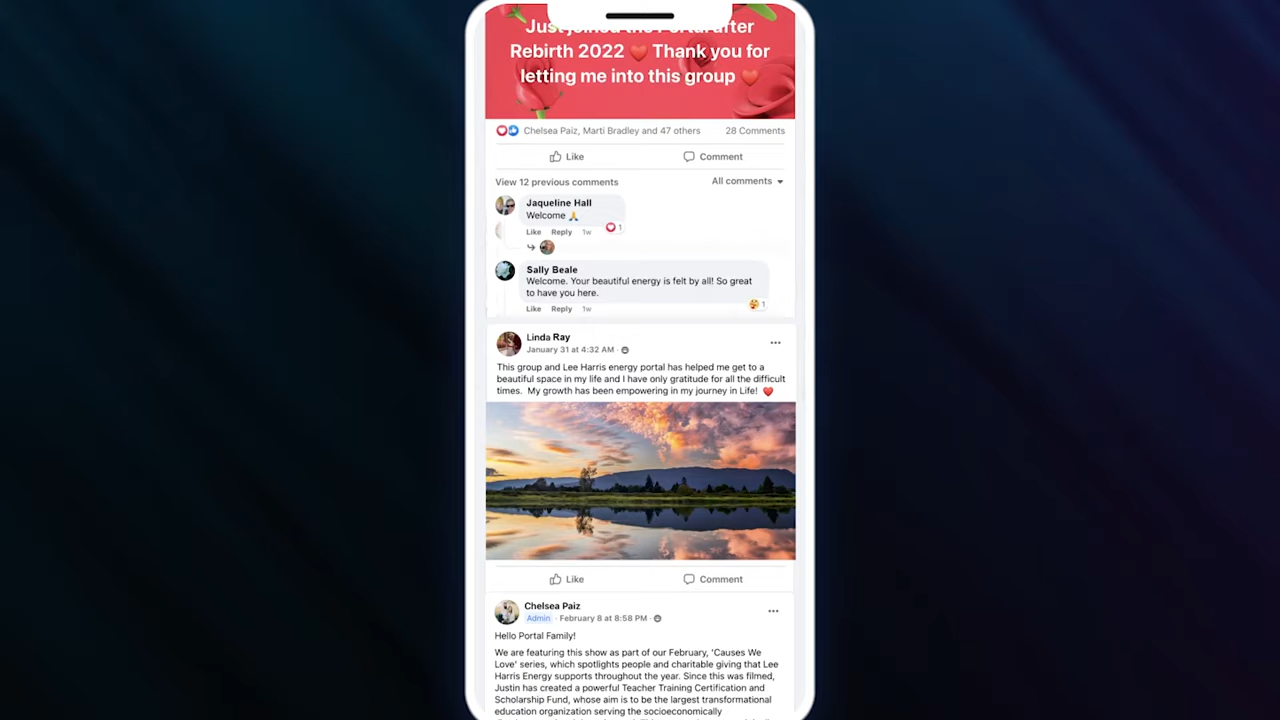 Just joined the Portal after
Rebirth 2022 ❤️ Thank you for
letting me into this group ❤️
Chelsea Paiz, Marti Bradley and 47 others 28 Comments
Like Comment
View 12 previous comments All comments
Jaqueline Hall
Welcome 🙏
Like Reply 1w 1
Sally Beale
Welcome. Your beautiful energy is felt by all! So great
to have you here.
Like Reply 1w 1
Linda Ray
January 31 at 4:32 AM ·
This group and Lee Harris energy portal has helped me get to a
beautiful space in my life and I have only gratitude for all the difficult
times. My growth has been empowering in my journey in Life! ❤️
Like Comment
Chelsea Paiz
Admin · February 8 at 8:58 PM ·
Hello Portal Family!
We are featuring this show as part of our February, 'Causes We
Love' series, which spotlights people and charitable giving that Lee
Harris Energy supports throughout the year. Since this was filmed,
Justin has created a powerful Teacher Training Certification and
Scholarship Fund, whose aim is to be the largest transformational
education organization serving the socioeconomically